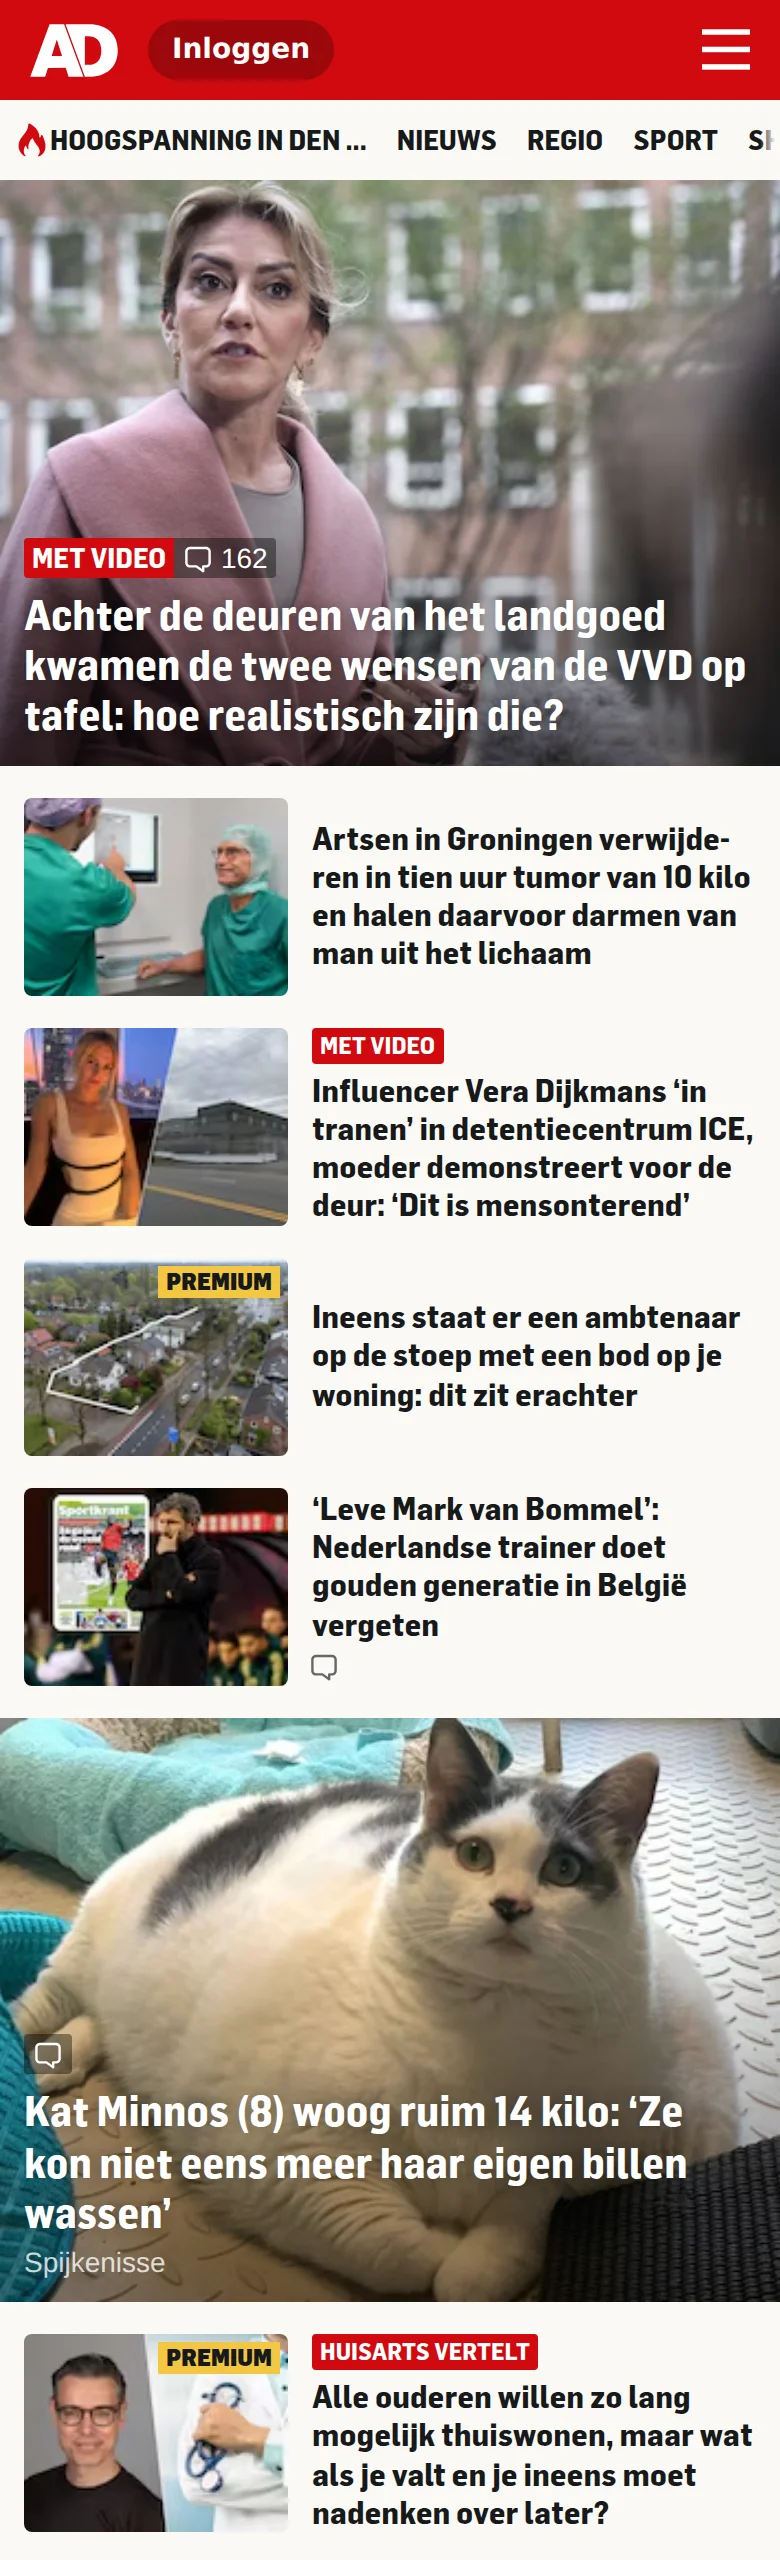 AD
Inloggen
HOOGSPANNING IN DEN ...
NIEUWS
REGIO
SPORT
MET VIDEO
162
Achter de deuren van het landgoed
kwamen de twee wensen van de VVD op
tafel: hoe realistisch zijn die?
Artsen in Groningen verwijde-
ren in tien uur tumor van 10 kilo
en halen daarvoor darmen van
man uit het lichaam
MET VIDEO
Influencer Vera Dijkmans ‘in
tranen’ in detentiecentrum ICE,
moeder demonstreert voor de
deur: ‘Dit is mensonterend’
PREMIUM
Ineens staat er een ambtenaar
op de stoep met een bod op je
woning: dit zit erachter
Sportkrant
‘Leve Mark van Bommel’:
Nederlandse trainer doet
gouden generatie in België
vergeten
Kat Minnos (8) woog ruim 14 kilo: ‘Ze
kon niet eens meer haar eigen billen
wassen’
Spijkenisse
PREMIUM
HUISARTS VERTELT
Alle ouderen willen zo lang
mogelijk thuiswonen, maar wat
als je valt en je ineens moet
nadenken over later?